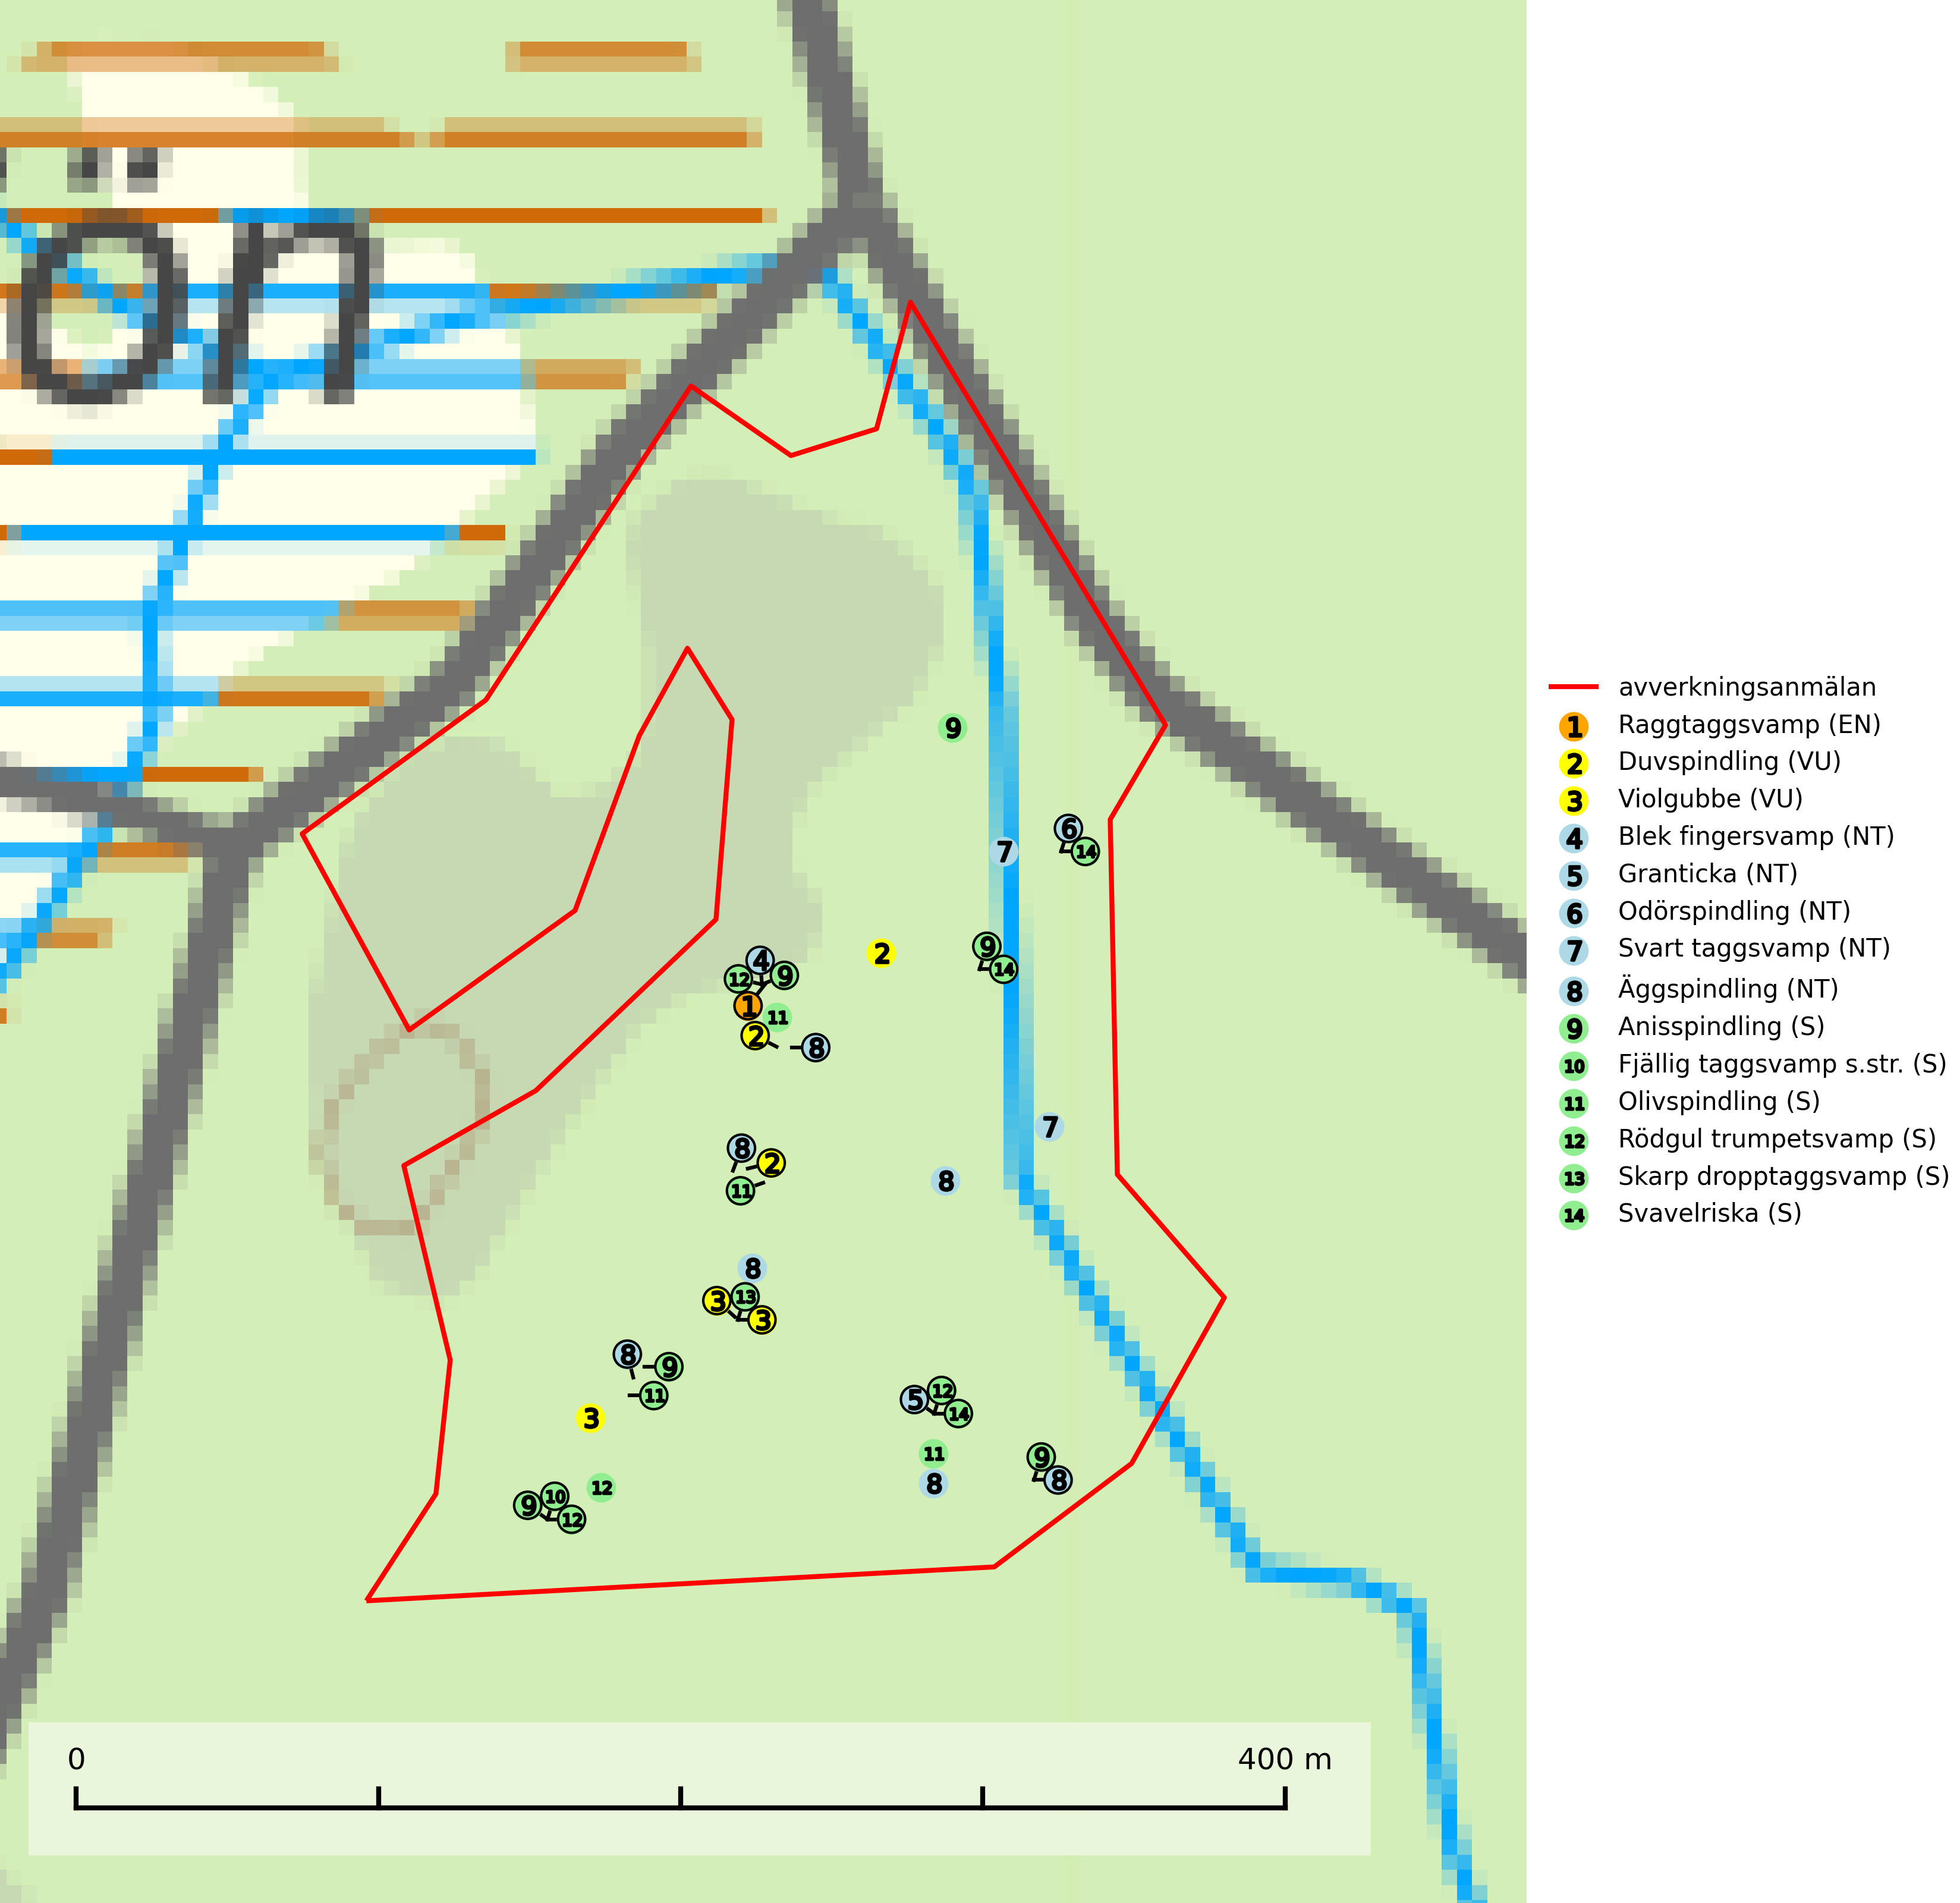 on
9
6
7
14
9
2
4
9
14
12
1
11
2
8
7
8
2
8
11
8
3
13
3
8
9
11
12
5
14
3
11
9
8
8
12
10
9
12
avverkningsanmälan
1 Raggtaggsvamp (EN)
2 Duvspindling (VU)
3 Violgubbe (VU)
4 Blek fingersvamp (NT)
5 Granticka (NT)
6 Odörspindling (NT)
7 Svart taggsvamp (NT)
8 Äggspindling (NT)
9 Anisspindling (S)
10 Fjällig taggsvamp s.str. (S)
11 Olivspindling (S)
12 Rödgul trumpetsvamp (S)
13 Skarp dropptaggsvamp (S)
14 Svavelriska (S)
0 400 m